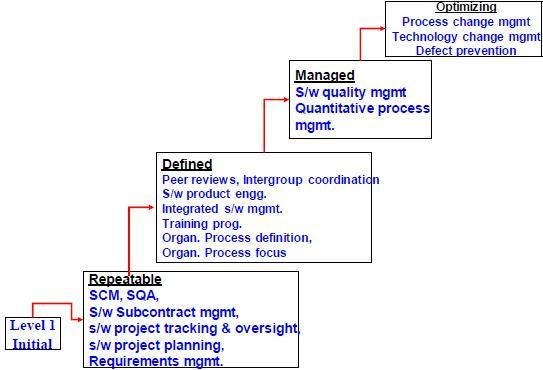 Optimizing
Process change mgmt
Technology change mgmt
Defect prevention
Managed
S/w quality mgmt
Quantitative process
mgmt.
Defined
Peer reviews, Intergroup coordination
S/w product engg.
Integrated s/w mgmt.
Training prog.
Organ. Process definition,
Organ. Process focus
Repeatable
SCM, SQA,
S/w Subcontract mgmt,
s/w project tracking & oversight,
s/w project planning,
Requirements mgmt.
Level 1
Initial